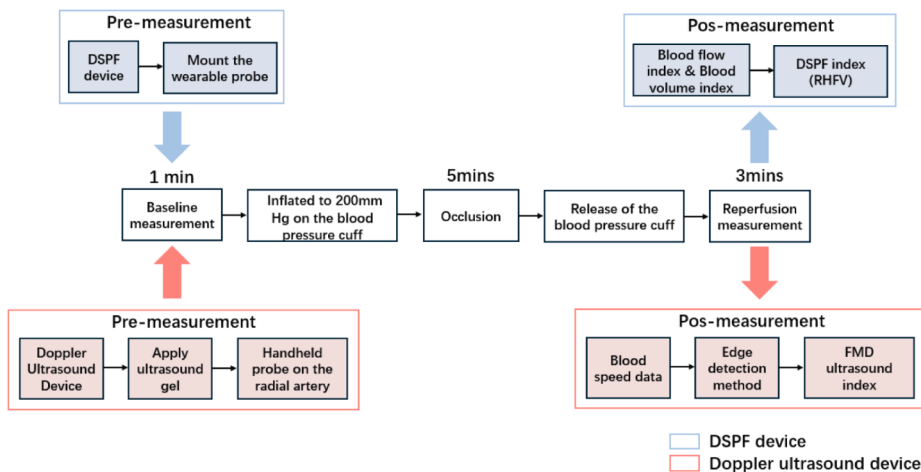 Pre-measurement
DSPF
device
Mount the
wearable probe
Pos-measurement
Blood flow
index & Blood
volume index
DSPF index
(RHFV)
1 min
Baseline
measurement
Inflated to 200mm
Hg on the blood
pressure cuff
5mins
Occlusion
Release of the
blood pressure cuff
3mins
Reperfusion
measurement
Pre-measurement
Doppler
Ultrasound
Device
Apply
ultrasound
gel
Handheld
probe on the
radial artery
Pos-measurement
Blood
speed data
Edge
detection
method
FMD
ultrasound
index
DSPF device
Doppler ultrasound device